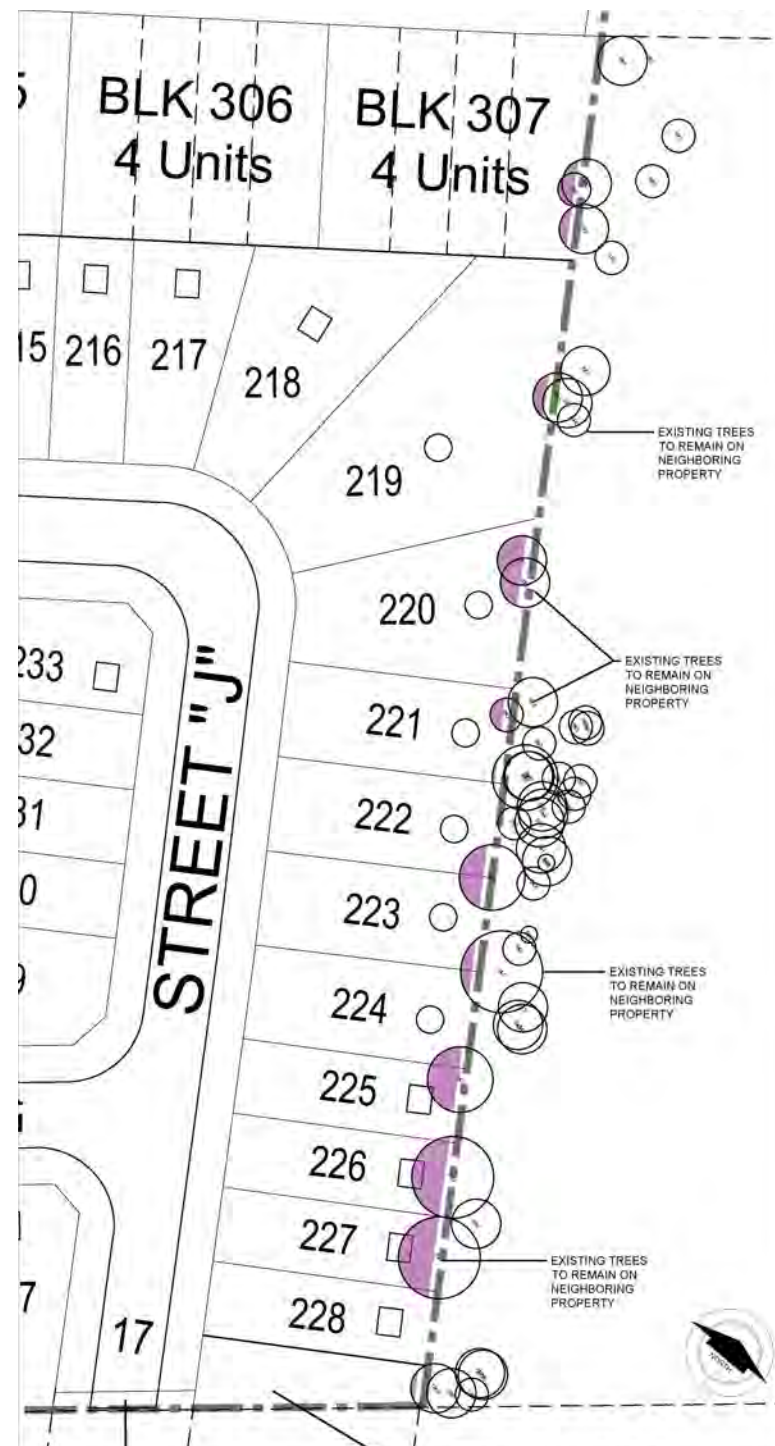 BLK 306
4 Units
BLK 307
4 Units
15
216
217
218
EXISTING TREES
TO REMAIN ON
NEIGHBORING
PROPERTY
219
220
233
EXISTING TREES
TO REMAIN ON
NEIGHBORING
PROPERTY
221
32
STREET "J"
222
31
0
223
9
EXISTING TREES
TO REMAIN ON
NEIGHBORING
PROPERTY
224
225
226
227
EXISTING TREES
TO REMAIN ON
NEIGHBORING
PROPERTY
7
228
17
NORTH